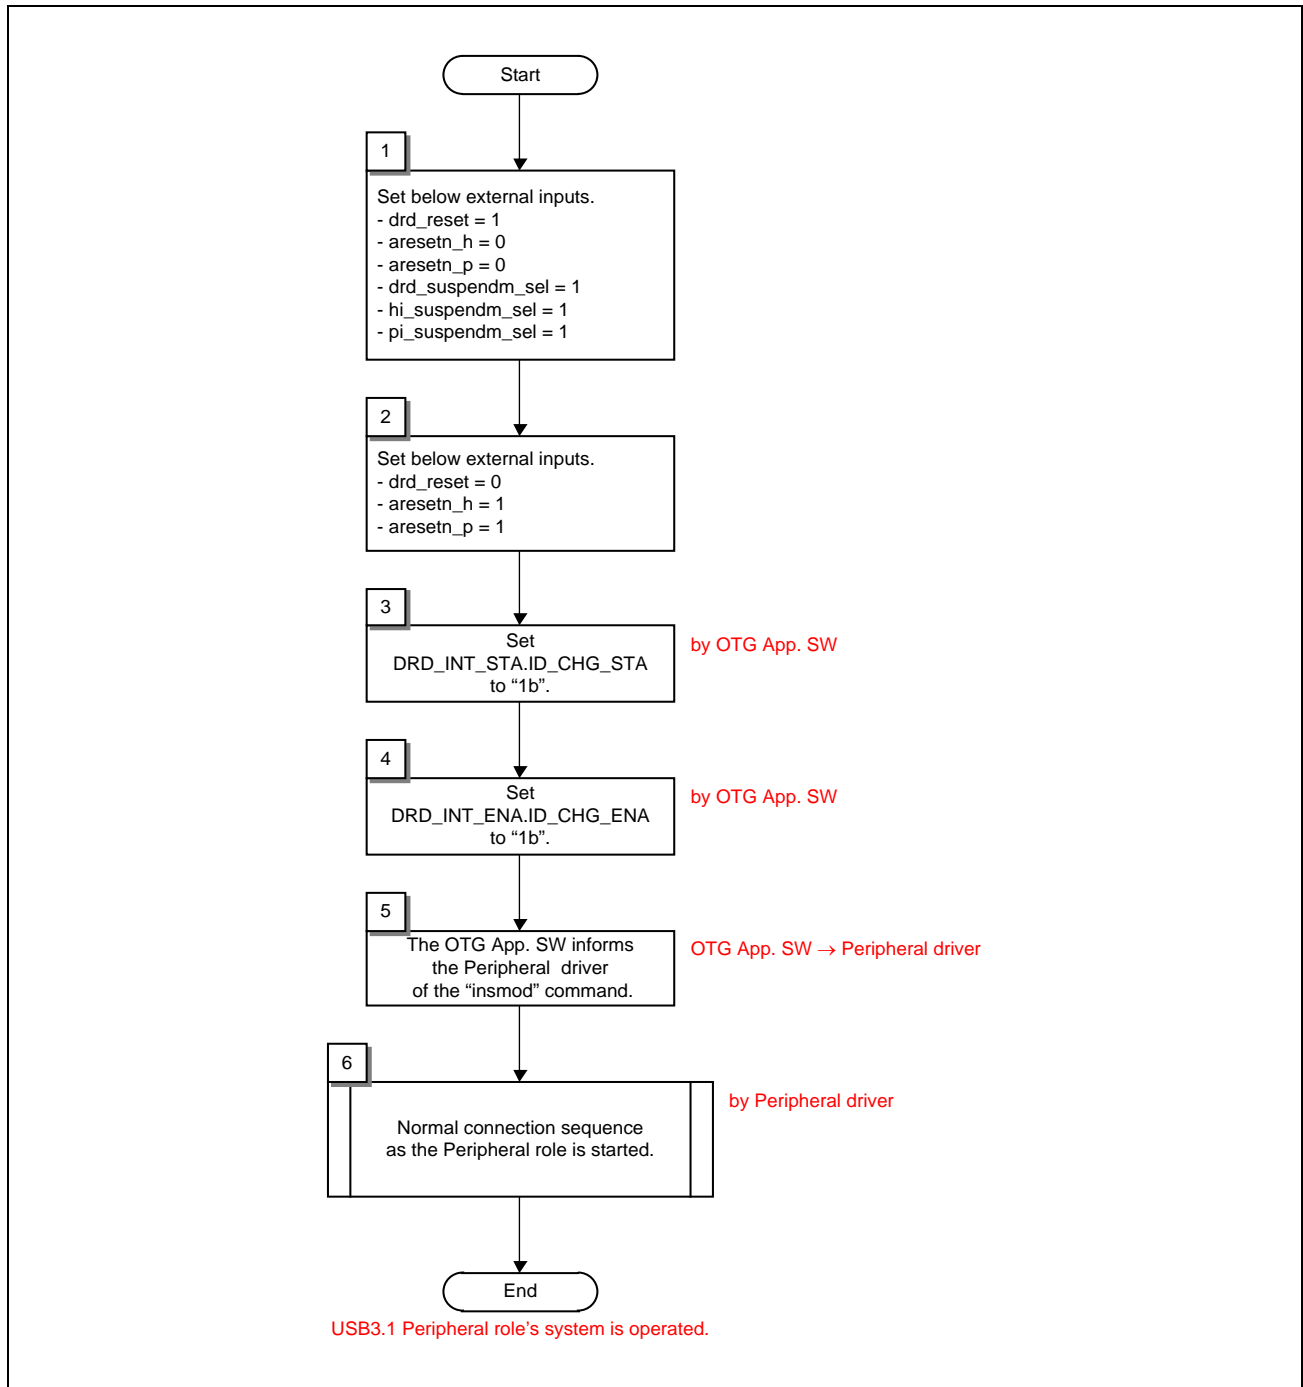 Start
1
Set below external inputs.
- drd_reset = 1
- aresetn_h = 0
- aresetn_p = 0
- drd_suspendm_sel = 1
- hi_suspendm_sel = 1
- pi_suspendm_sel = 1
2
Set below external inputs.
- drd_reset = 0
- aresetn_h = 1
- aresetn_p = 1
3
Set
DRD_INT_STA.ID_CHG_STA
to “1b”.
by OTG App. SW
4
Set
DRD_INT_ENA.ID_CHG_ENA
to “1b”.
by OTG App. SW
5
The OTG App. SW informs
the Peripheral driver
of the “insmod” command.
OTG App. SW → Peripheral driver
6
Normal connection sequence
as the Peripheral role is started.
by Peripheral driver
End
USB3.1 Peripheral role's system is operated.